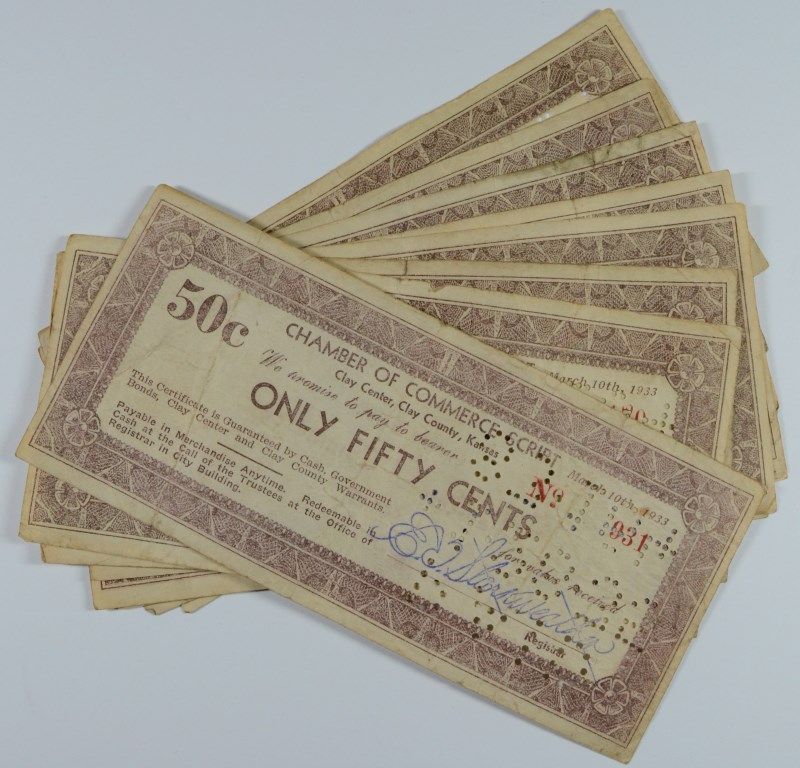 50c
CHAMBER OF COMMERCE SCRIPT
Clay Center, Clay County, Kansas
March 10th, 1933
We promise to pay to bearer
Nº 931
ONLY FIFTY CENTS
This Certificate is Guaranteed by Cash, Government
Bonds, Clay Center and Clay County Warrants.
Payable in Merchandise Anytime. Redeemable in
Cash at the Call of the Trustees at the Office of
Registrar in City Building.
Received
Registrar
March 10th, 1933